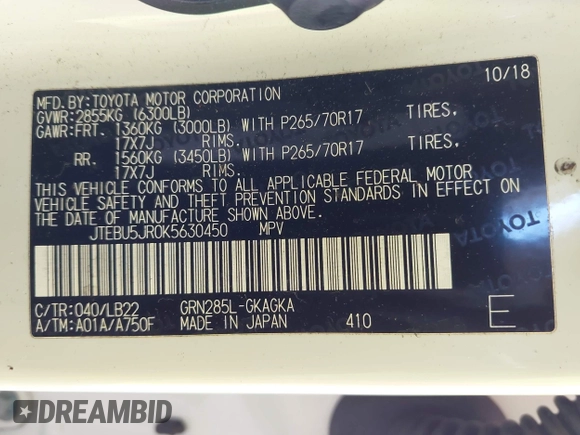 MFD.BY:TOYOTA MOTOR CORPORATION 10/18
GVWR:2855KG (6300LB)
GAWR:FRT. 1360KG (3000LB) WITH P265/70R17 TIRES,
17X7J RIMS.
RR. 1560KG (3450LB) WITH P265/70R17 TIRES,
17X7J RIMS.
THIS VEHICLE CONFORMS TO ALL APPLICABLE FEDERAL MOTOR
VEHICLE SAFETY AND THEFT PREVENTION STANDARDS IN EFFECT ON
THE DATE OF MANUFACTURE SHOWN ABOVE.
JTEBU5JR0K5630450 MPV
C/TR:040/LB22 GRN285L-GKAGKA
A/TM:A01A/A750F MADE IN JAPAN 410 E
TOYOTA
DREAMBID